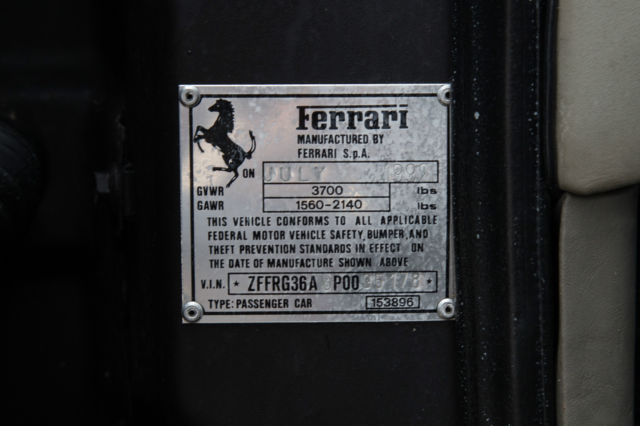 Ferrari
MANUFACTURED BY
FERRARI S.p.A.
ON JULY
GVWR 3700 lbs
GAWR 1560-2140 lbs
THIS VEHICLE CONFORMS TO ALL APPLICABLE
FEDERAL MOTOR VEHICLE SAFETY, BUMPER, AND
THEFT PREVENTION STANDARDS IN EFFECT ON
THE DATE OF MANUFACTURE SHOWN ABOVE
V.I.N. * ZFFRG36A P00 *
TYPE: PASSENGER CAR 153896